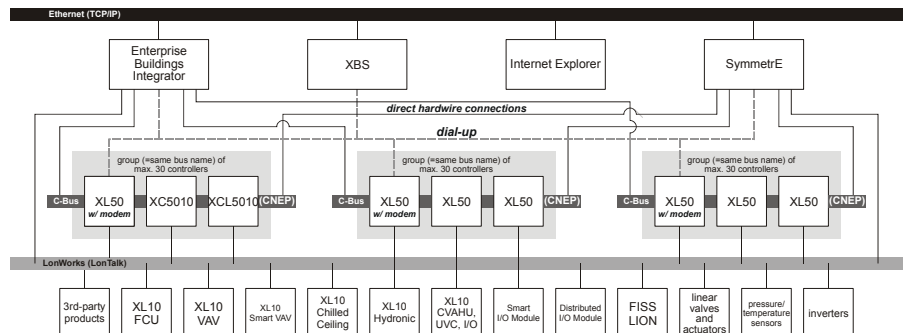 Ethernet (TCP/IP)
Enterprise
Buildings
Integrator
XBS
Internet Explorer
SymmetrE
direct hardwire connections
dial-up
group (=same bus name) of
max. 30 controllers
group (=same bus name) of
max. 30 controllers
group (=same bus name) of
max. 30 controllers
C-Bus
XL50
w/ modem
XC5010
XCL5010
(CNEP)
C-Bus
XL50
w/ modem
XL50
XL50
(CNEP)
C-Bus
XL50
w/ modem
XL50
XL50
(CNEP)
LonWorks (LonTalk)
3rd-party
products
XL10
FCU
XL10
VAV
XL10
Smart VAV
XL10
Chilled
Ceiling
XL10
Hydronic
XL10
CVAHU,
UVC, I/O
Smart
I/O Module
Distributed
I/O Module
FISS
LION
linear
valves
and
actuators
pressure/
temperature
sensors
inverters